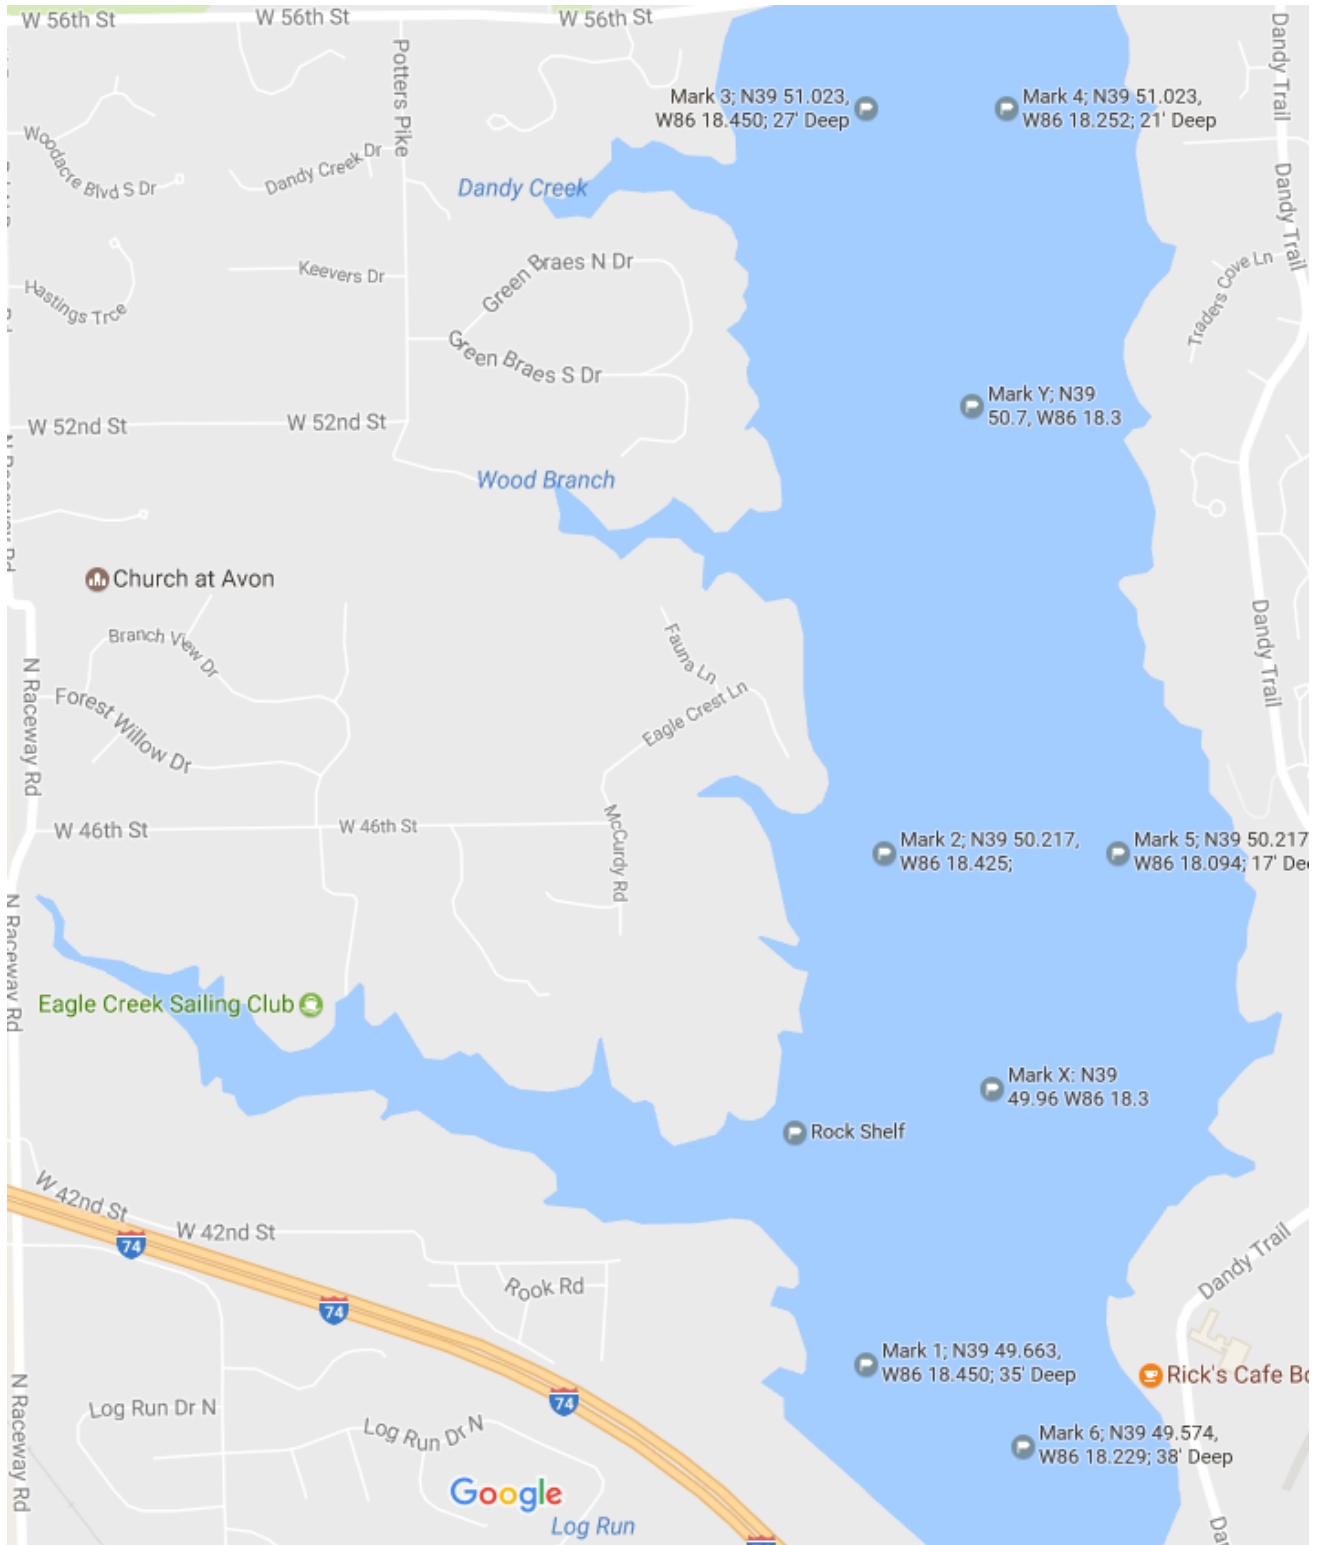 W 56th St
W 56th St
W 56th St
Potters Pike
Dandy Trail
Mark 3; N39 51.023,
W86 18.450; 27' Deep
Mark 4; N39 51.023,
W86 18.252; 21' Deep
Woodacre Blvd S Dr
Dandy Creek Dr
Dandy Creek
Dandy Trail
Keevers Dr
Green Braes N Dr
Traders Cove Ln
Hastings Trce
Green Braes S Dr
Mark Y; N39
50.7, W86 18.3
W 52nd St
W 52nd St
Wood Branch
N Raceway Rd
Church at Avon
Branch View Dr
Fauna Ln
Dandy Trail
N Raceway Rd
Forest Willow Dr
Eagle Crest Ln
W 46th St
W 46th St
McCurdy Rd
Mark 2; N39 50.217,
W86 18.425;
Mark 5; N39 50.217
W86 18.094; 17' De
N Raceway Rd
Eagle Creek Sailing Club
Mark X: N39
49.96 W86 18.3
Rock Shelf
W 42nd St
W 42nd St
74
Dandy Trail
Rook Rd
74
Mark 1; N39 49.663,
W86 18.450; 35' Deep
Rick's Cafe Bo
N Raceway Rd
Log Run Dr N
74
Log Run Dr N
Mark 6; N39 49.574,
W86 18.229; 38' Deep
Google
Log Run
Da